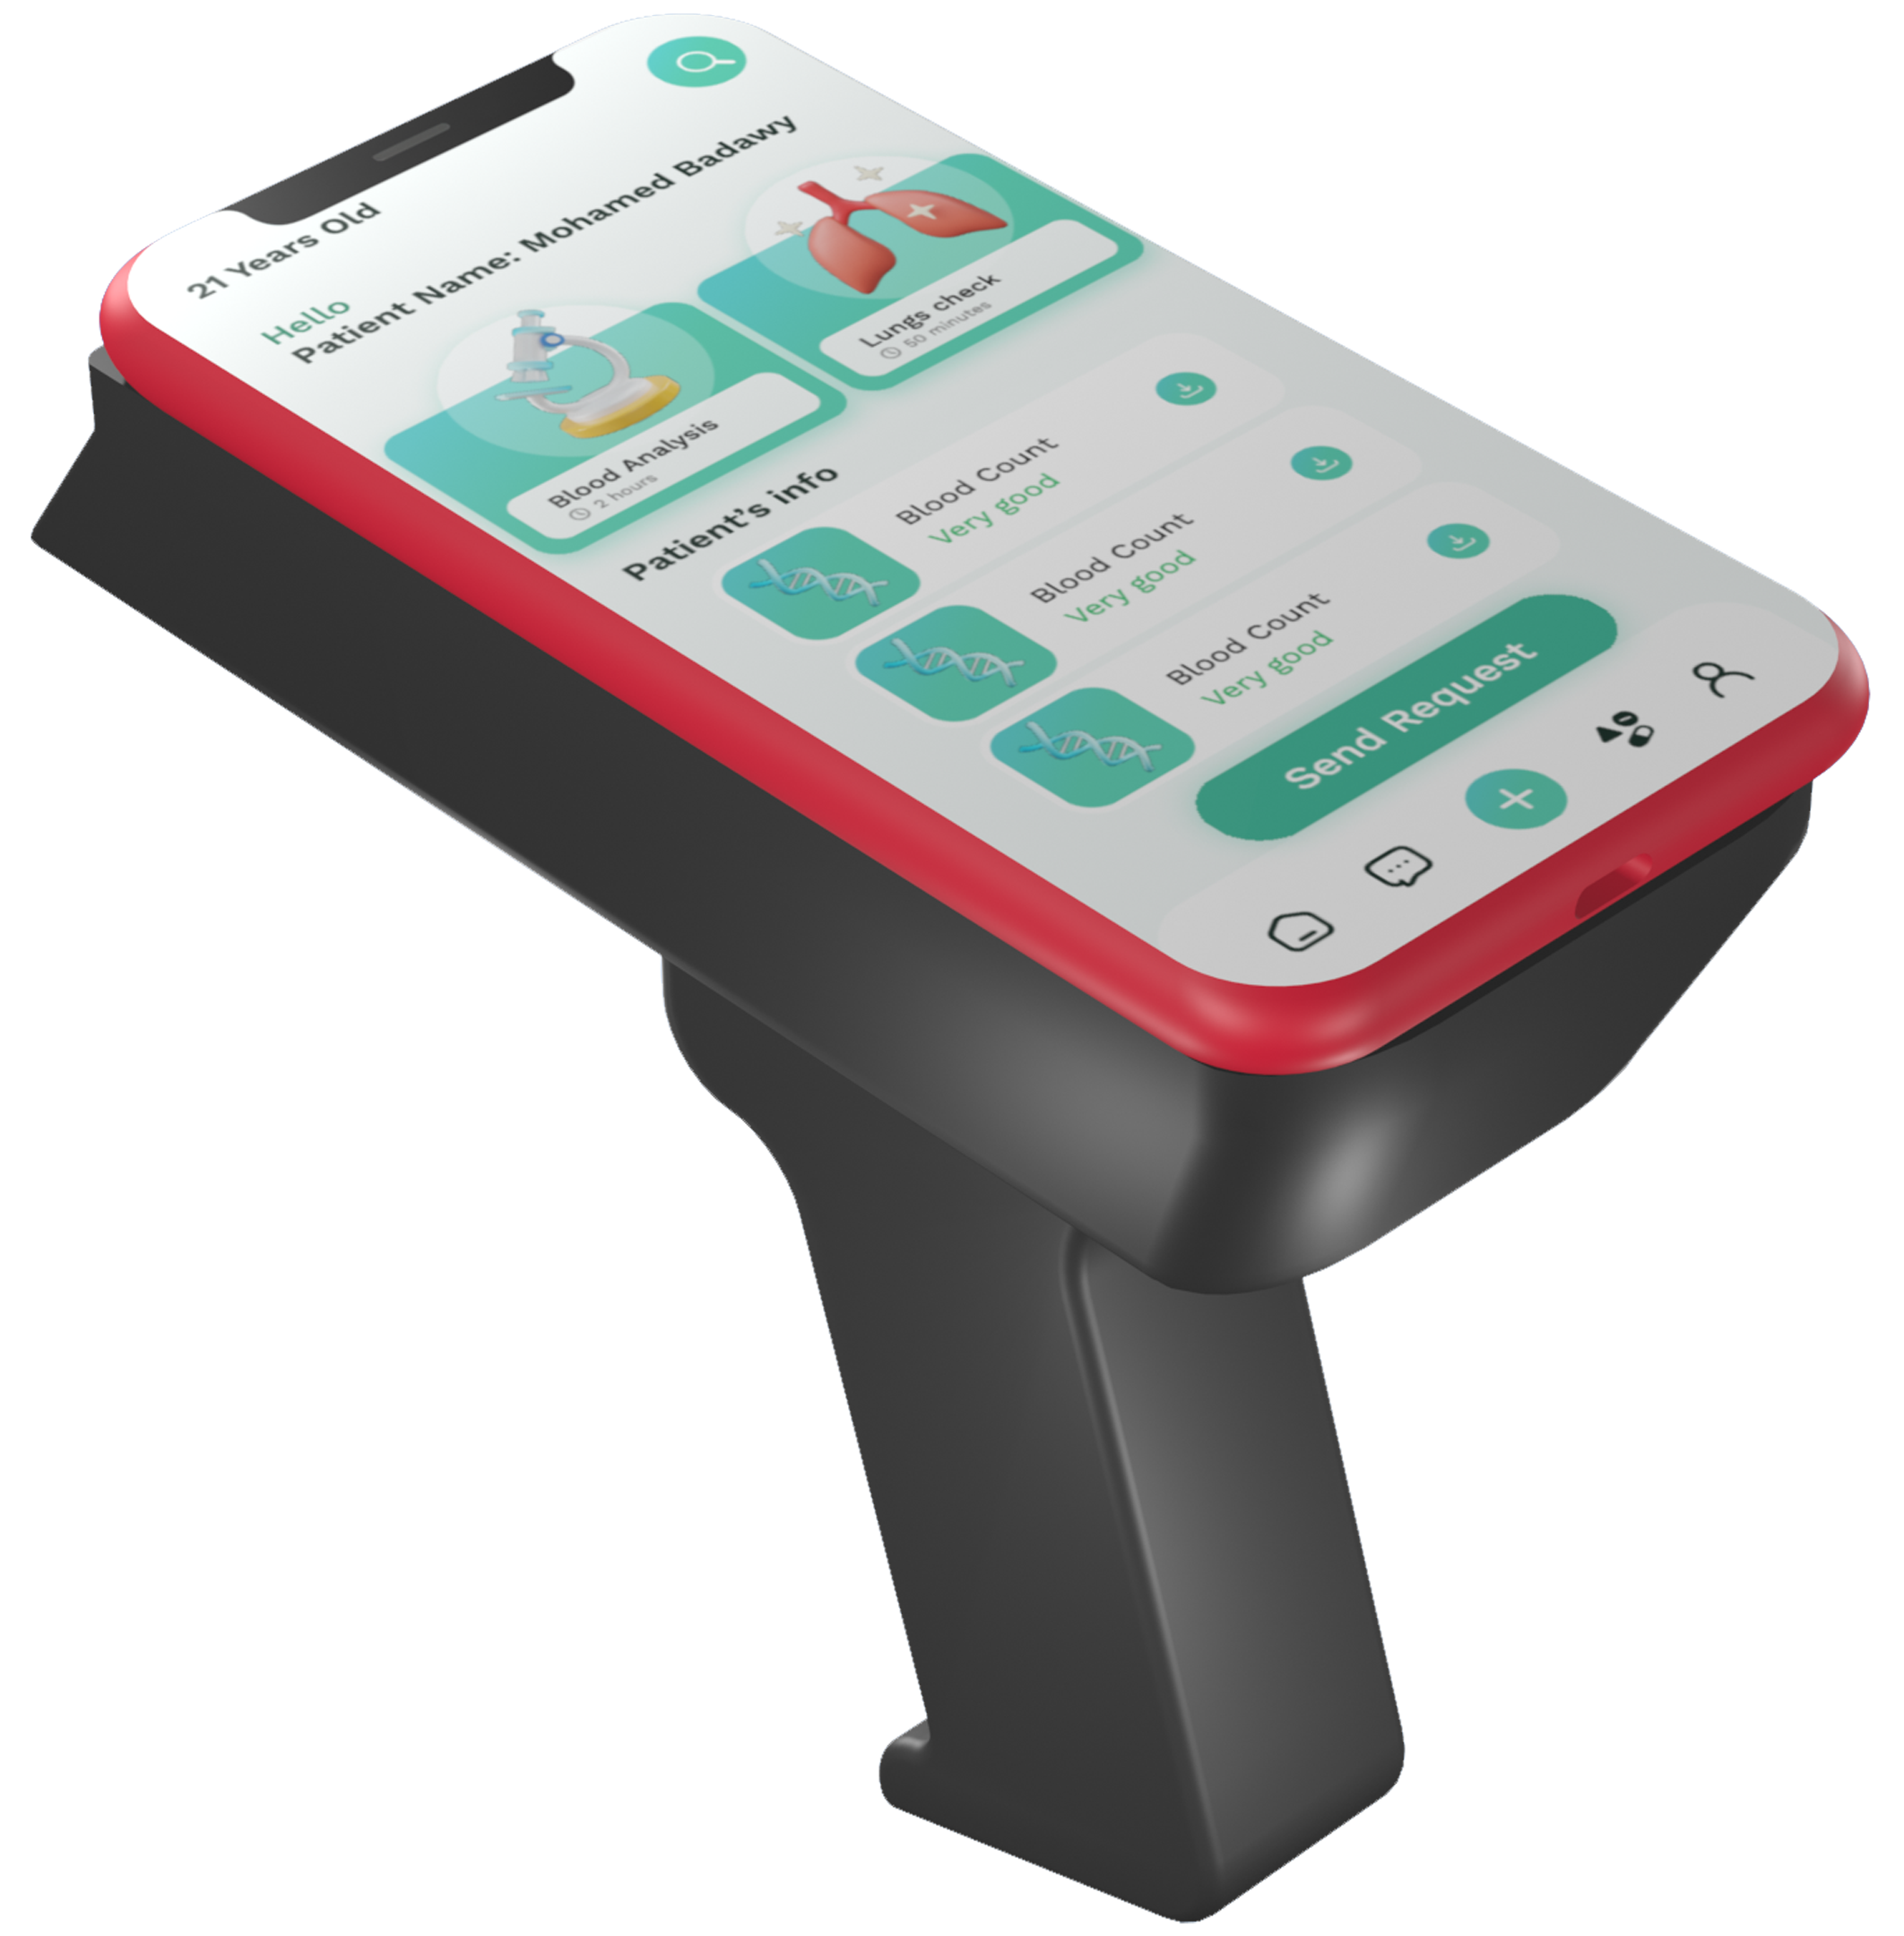 21 Years Old
Hello
Patient Name: Mohamed Badawy
Blood Analysis
2 hours
Lungs check
50 minutes
Patient's info
Blood Count
Very good
Blood Count
Very good
Blood Count
Very good
Send Request